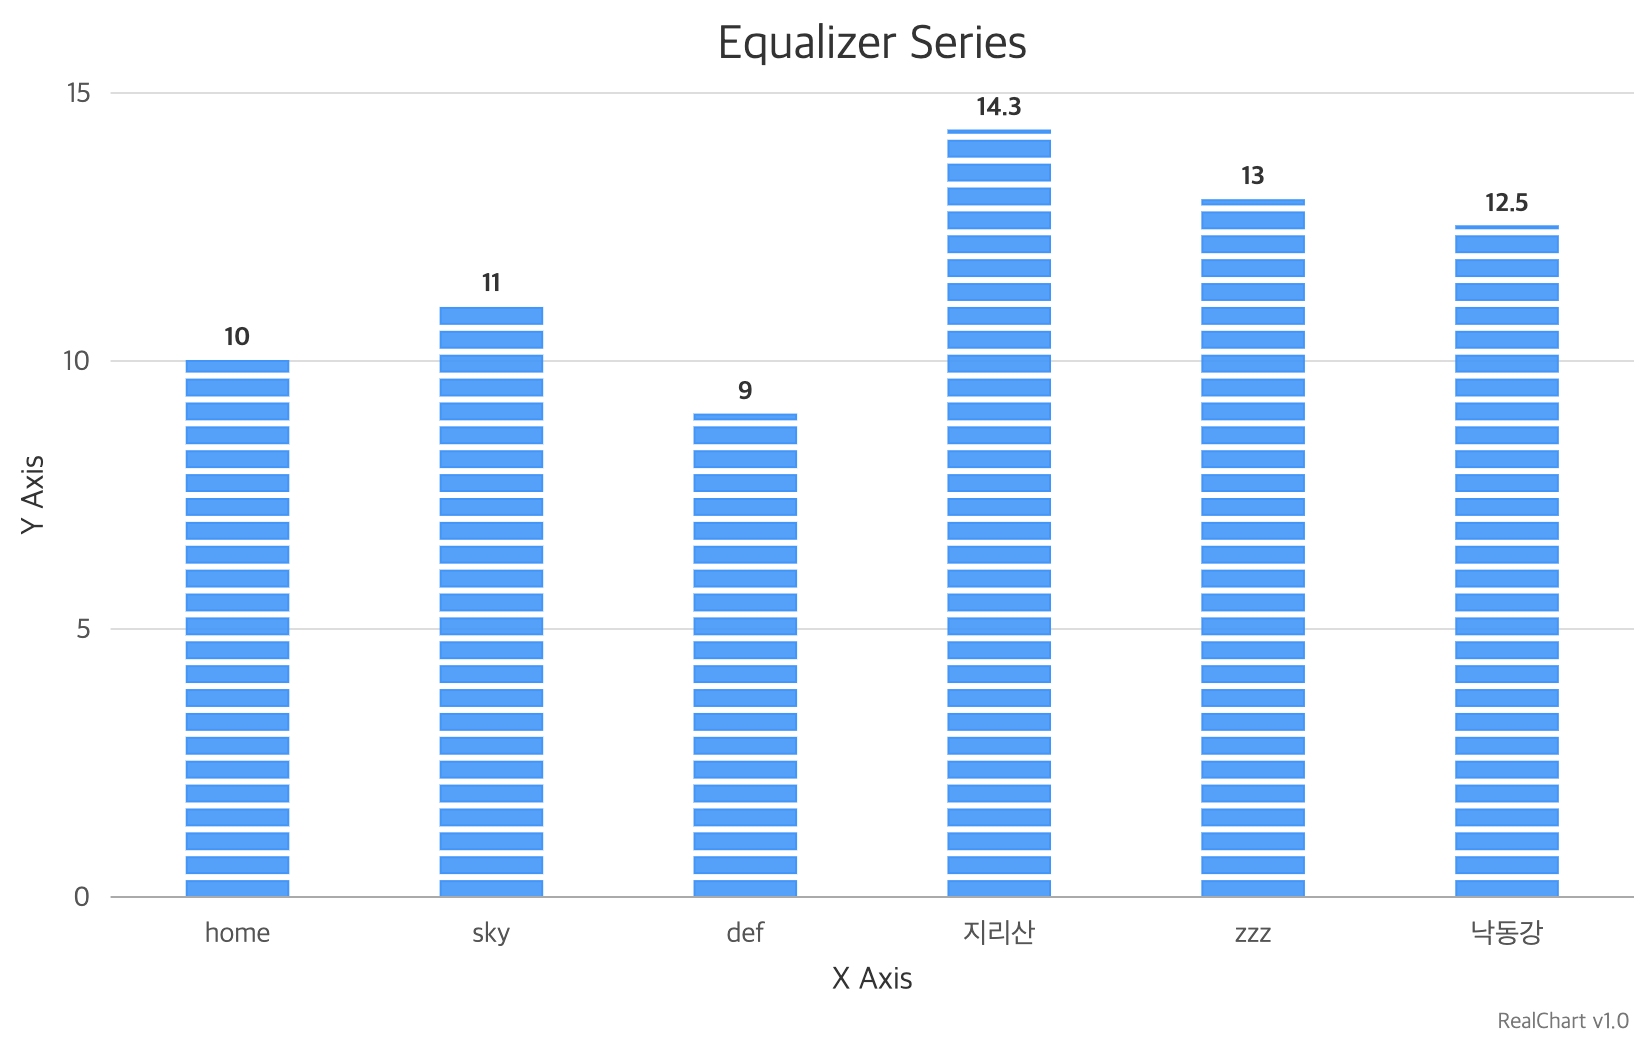 Equalizer Series
15
10
5
0
Y Axis
10
11
9
14.3
13
12.5
home
sky
def
지리산
zzz
낙동강
X Axis
RealChart v1.0